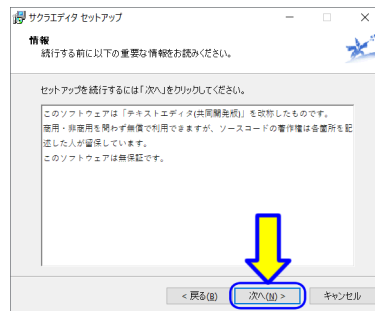 サクラエディタ セットアップ
情報
続行する前に以下の重要な情報をお読みください。
セットアップを続行するには「次へ」をクリックしてください。
このソフトウェアは「テキストエディタ(共同開発版)」を改称したものです。
商用・非商用を問わず無償で利用できますが、ソースコードの著作権は各箇所を記
述した人が留保しています。
このソフトウェアは無保証です。
< 戻る(B)
次へ(N) >
キャンセル